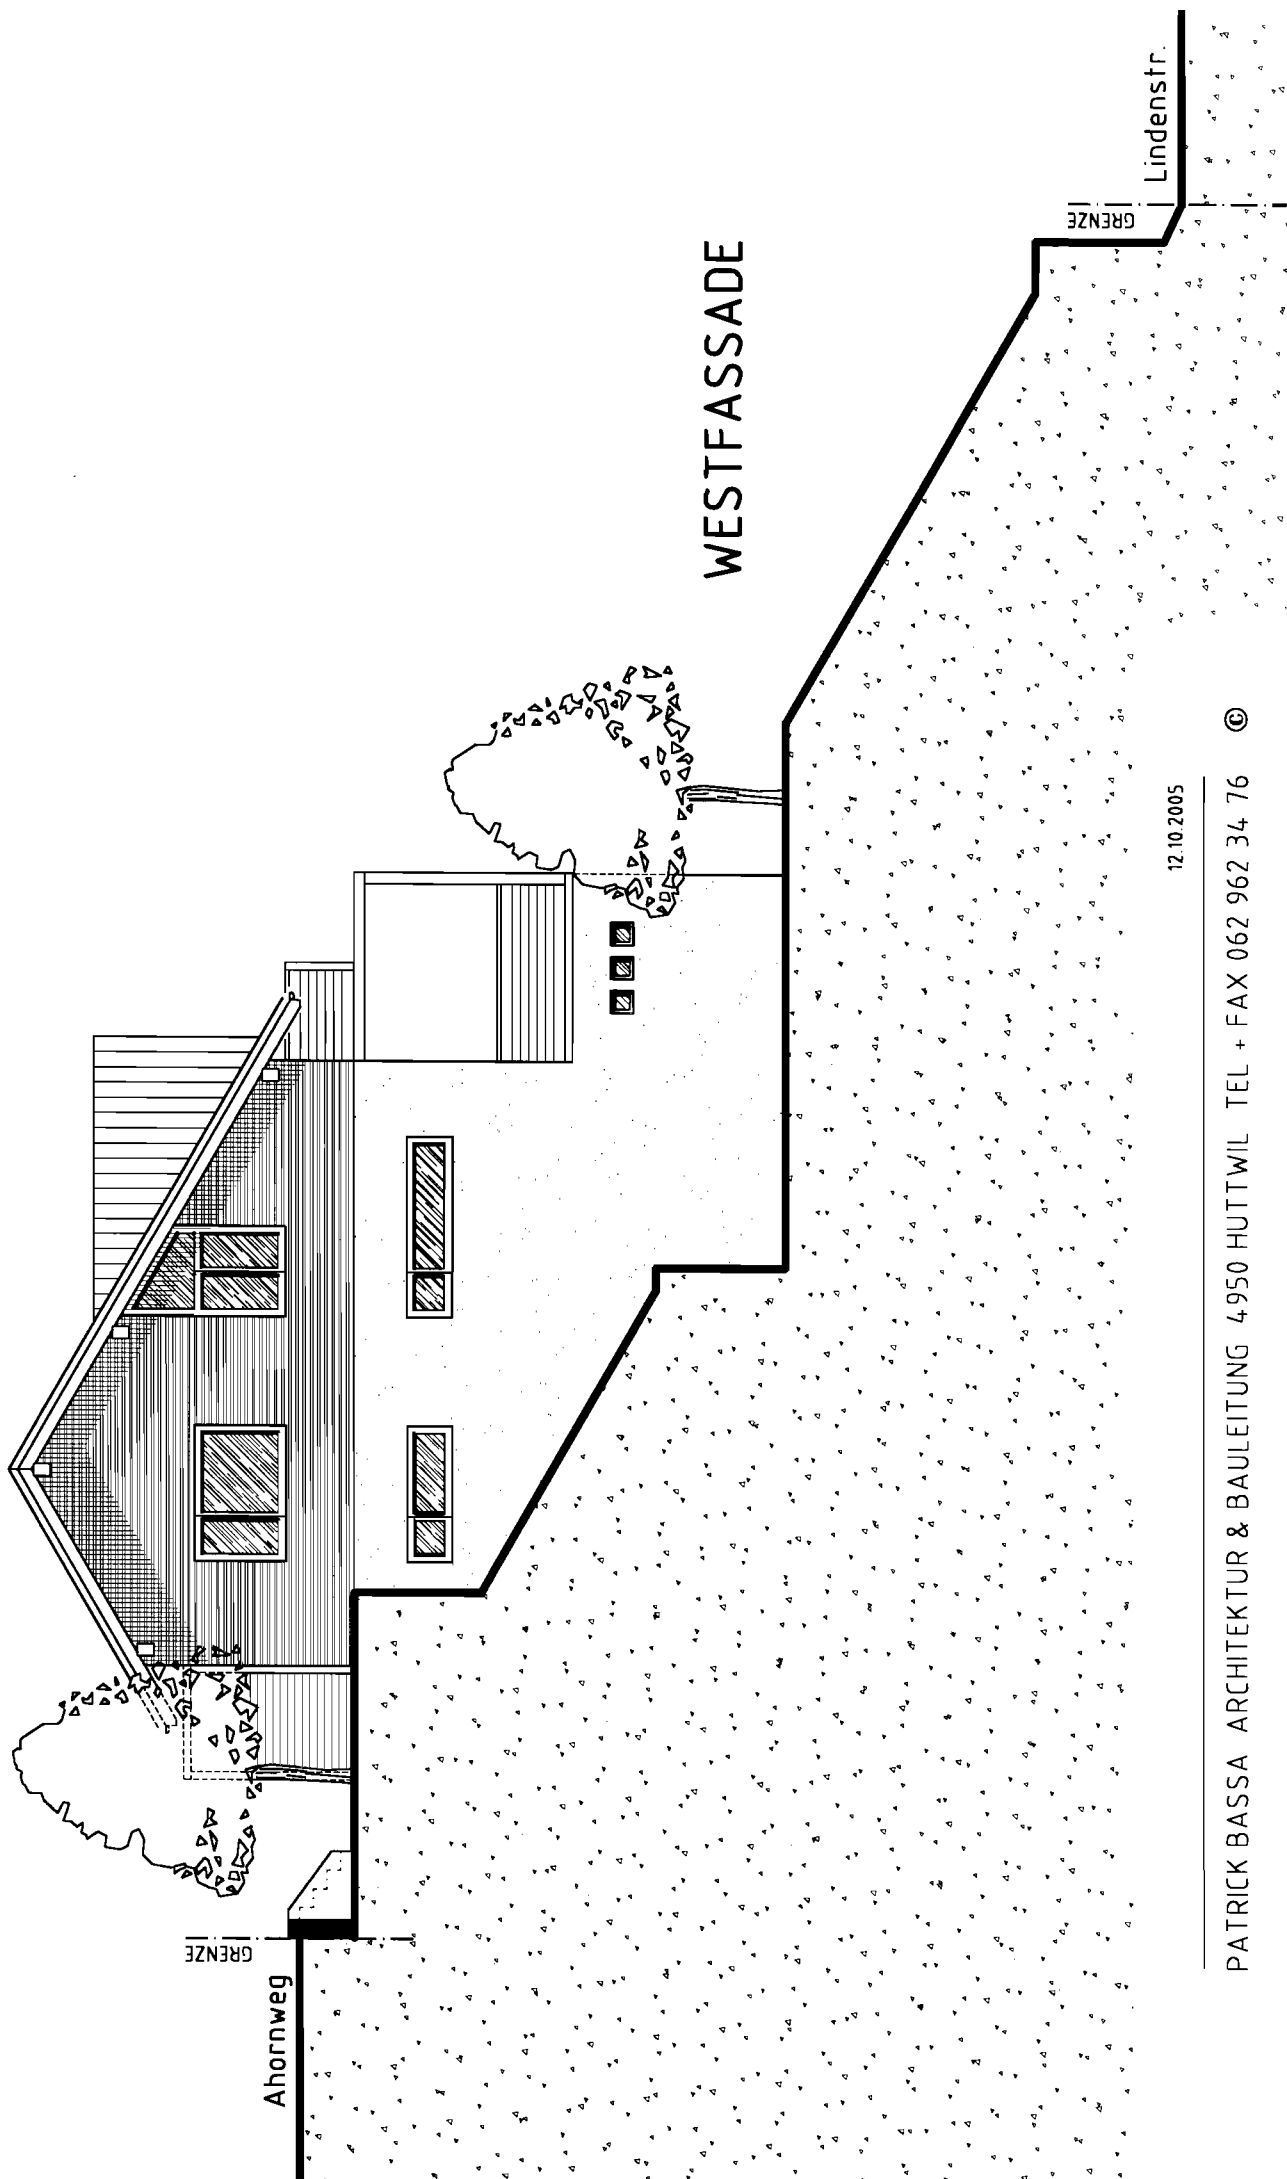 Ahornweg
GRENZE
WESTFASSADE
Lindenstr.
GRENZE
12.10.2005
PATRICK BASSA ARCHITEKTUR & BAULEITUNG 4950 HUTTWIL TEL + FAX 062 962 34 76 ©